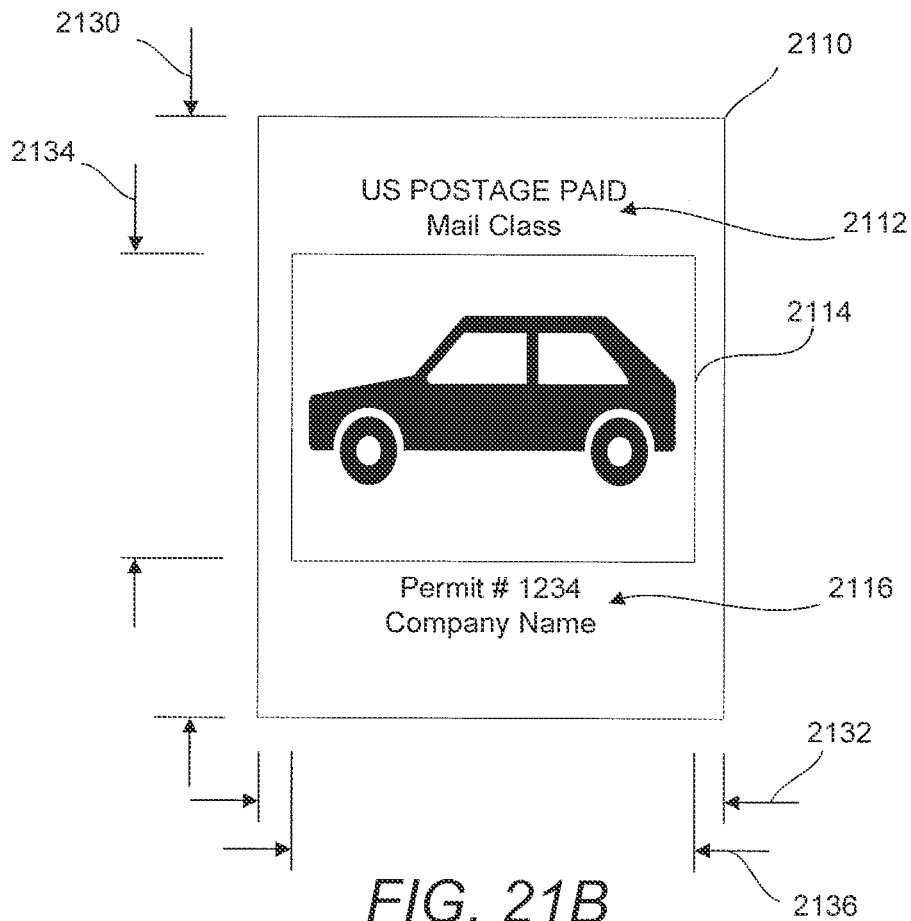 2130
2110
2134
US POSTAGE PAID
Mail Class
2112
2114
Permit # 1234
Company Name
2116
2132
2136
FIG. 21B